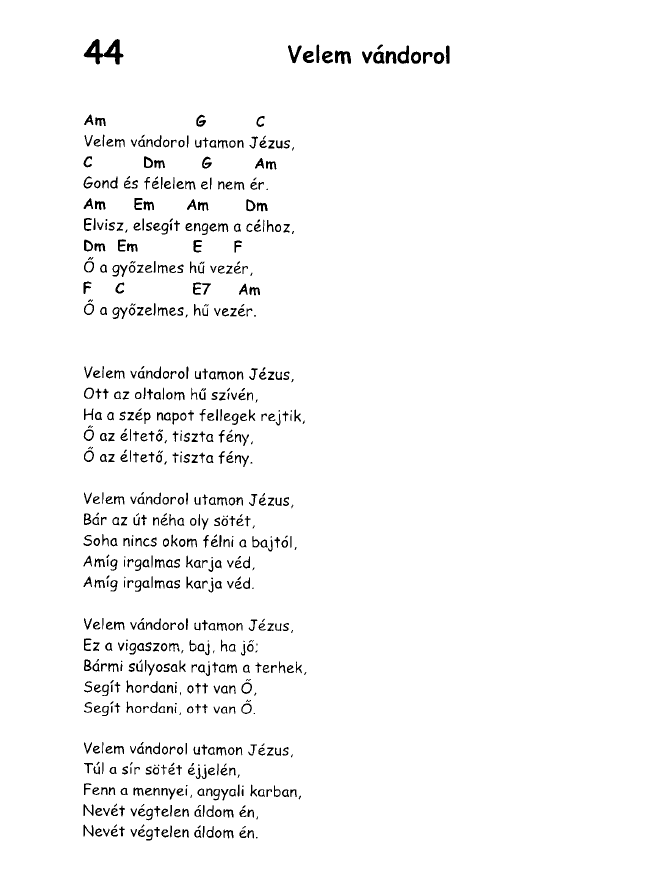 44 Velem vándorol
Am G C
Velem vándorol utamon Jézus,
C Dm G Am
Gond és félelem el nem ér.
Am Em Am Dm
Elvisz, elsegít engem a célhoz,
Dm Em E F
Ő a győzelmes hű vezér,
F C E7 Am
Ő a győzelmes, hű vezér.
Velem vándorol utamon Jézus,
Ott az oltalom hű szívén,
Ha a szép napot fellegek rejtik,
Ő az éltető, tiszta fény,
Ő az éltető, tiszta fény.
Velem vándorol utamon Jézus,
Bár az út néha oly sötét,
Soha nincs okom félni a bajtól,
Amíg irgalmas karja véd,
Amíg irgalmas karja véd.
Velem vándorol utamon Jézus,
Ez a vigaszom, baj, ha jő;
Bármi súlyosak rajtam a terhek,
Segít hordani, ott van Ő,
Segít hordani, ott van Ő.
Velem vándorol utamon Jézus,
Túl a sír sötét éjjelén,
Fenn a mennyei, angyali karban,
Nevét végtelen áldom én,
Nevét végtelen áldom én.